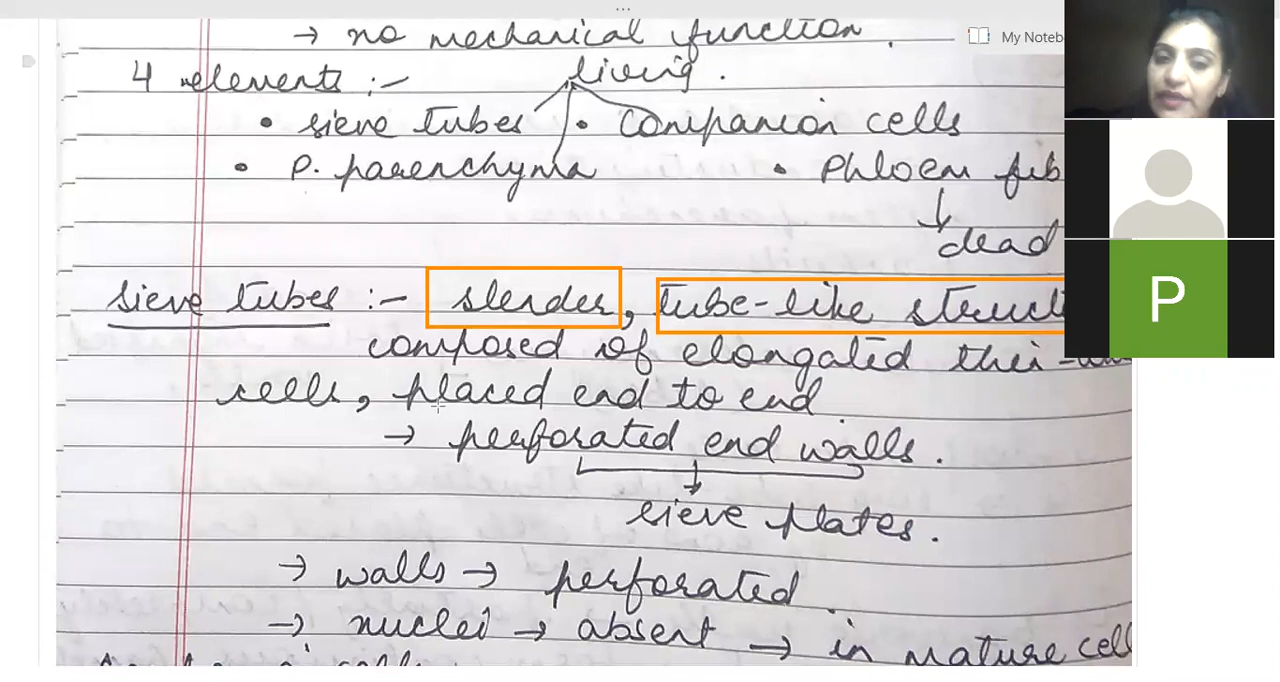 → no mechanical function.
My Noteb
4 elements :- living.
• sieve tubes • companion cells
• P. parenchyma • Phloem fib
dead
sieve tubes :- slender, tube-like struct
composed of elongated thin-
cells, placed end to end
→ perforated end walls.
sieve plates.
→ walls → perforated.
→ nuclei → absent → in mature cell
P